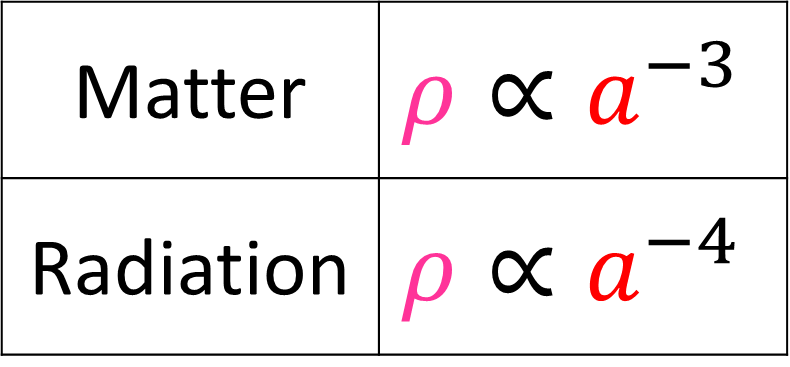 Matter ρ ∝ a⁻³
Radiation ρ ∝ a⁻⁴